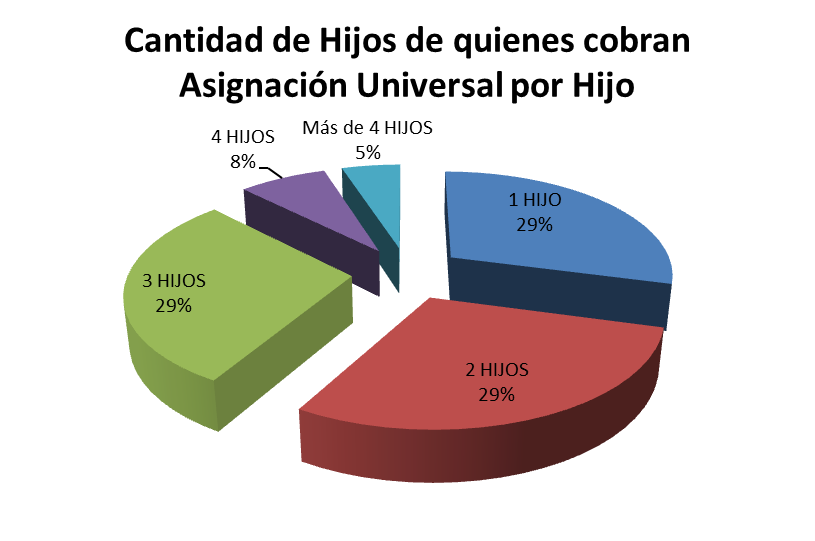 Cantidad de Hijos de quienes cobran
Asignación Universal por Hijo
Más de 4 HIJOS
5%
4 HIJOS
8%
1 HIJO
29%
3 HIJOS
29%
2 HIJOS
29%